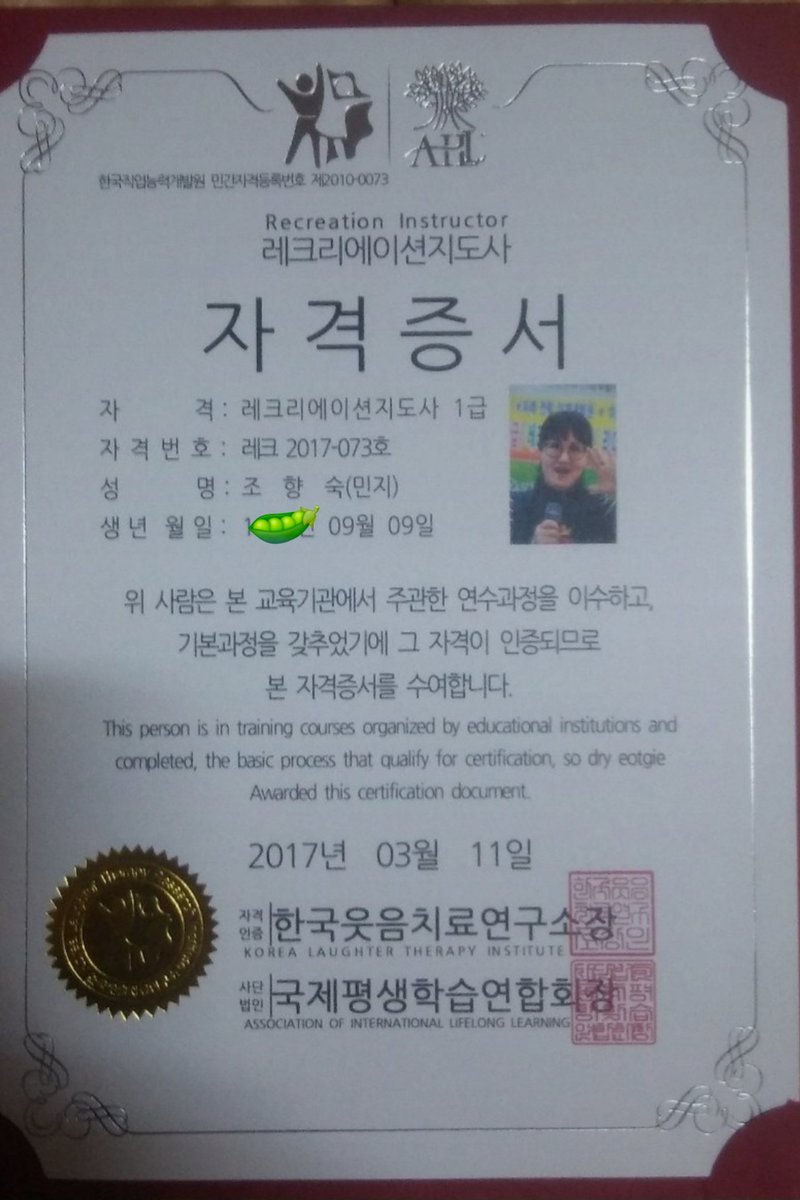 AHL
한국직업능력개발원 민간자격등록번호 제2010-0073
Recreation Instructor
레크리에이션지도사
자격증서
자 격 : 레크리에이션지도사 1급
자격번호 : 레크 2017-073호
성 명 : 조 향 숙(민지)
생년 월일 : 1 09월 09일
위 사람은 본 교육기관에서 주관한 연수과정을 이수하고,
기본과정을 갖추었기에 그 자격이 인증되므로
본 자격증서를 수여합니다.
This person is in training courses organized by educational institutions and
completed, the basic process that qualify for certification, so dry eotgie
Awarded this certification document.
2017년 03월 11일
자격인증 한국웃음치료연구소장
KOREA LAUGHTER THERAPY INSTITUTE
사단법인 국제평생학습연합회장
ASSOCIATION OF INTERNATIONAL LIFELONG LEARNING